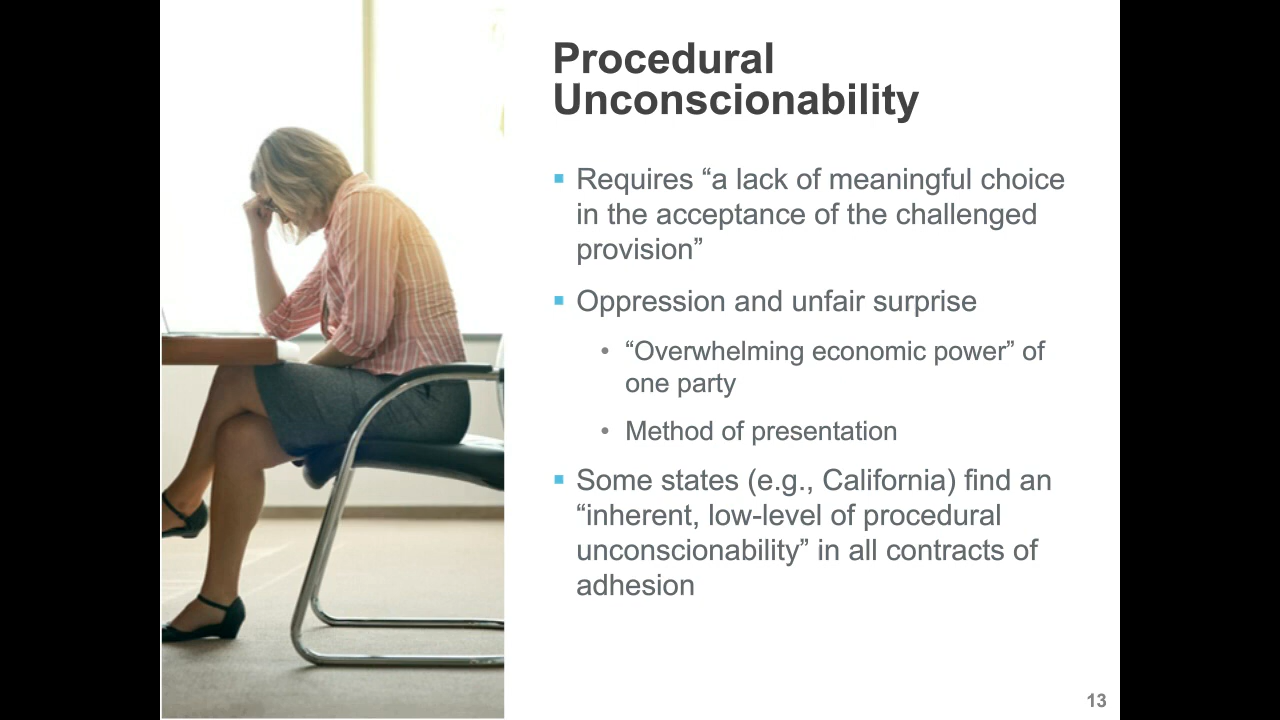 Procedural
Unconscionability
▪ Requires “a lack of meaningful choice
in the acceptance of the challenged
provision”
▪ Oppression and unfair surprise
• “Overwhelming economic power” of
one party
• Method of presentation
▪ Some states (e.g., California) find an
“inherent, low-level of procedural
unconscionability” in all contracts of
adhesion
13